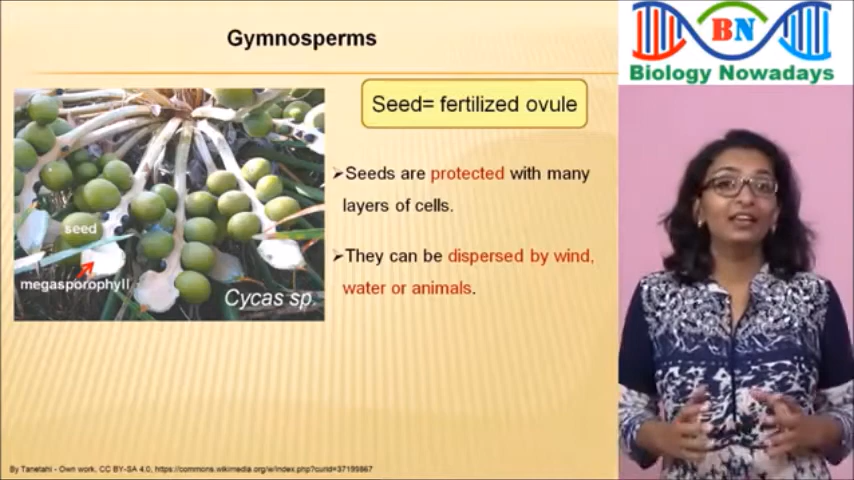 Gymnosperms
BN
Biology Nowadays
Seed= fertilized ovule
➢Seeds are protected with many
layers of cells.
➢They can be dispersed by wind,
water or animals.
seed
megasporophyll
Cycas sp.
By Tanetahi - Own work, CC BY-SA 4.0, https://commons.wikimedia.org/w/index.php?curid=37195867